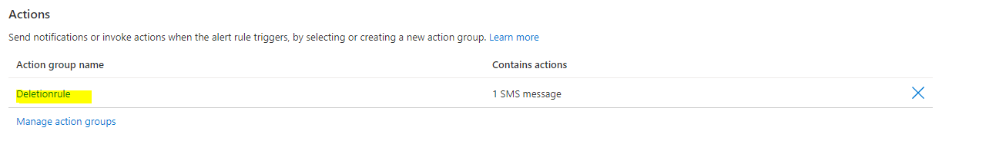 Actions
Send notifications or invoke actions when the alert rule triggers, by selecting or creating a new action group. Learn more
Action group name Contains actions
Deletionrule 1 SMS message
Manage action groups